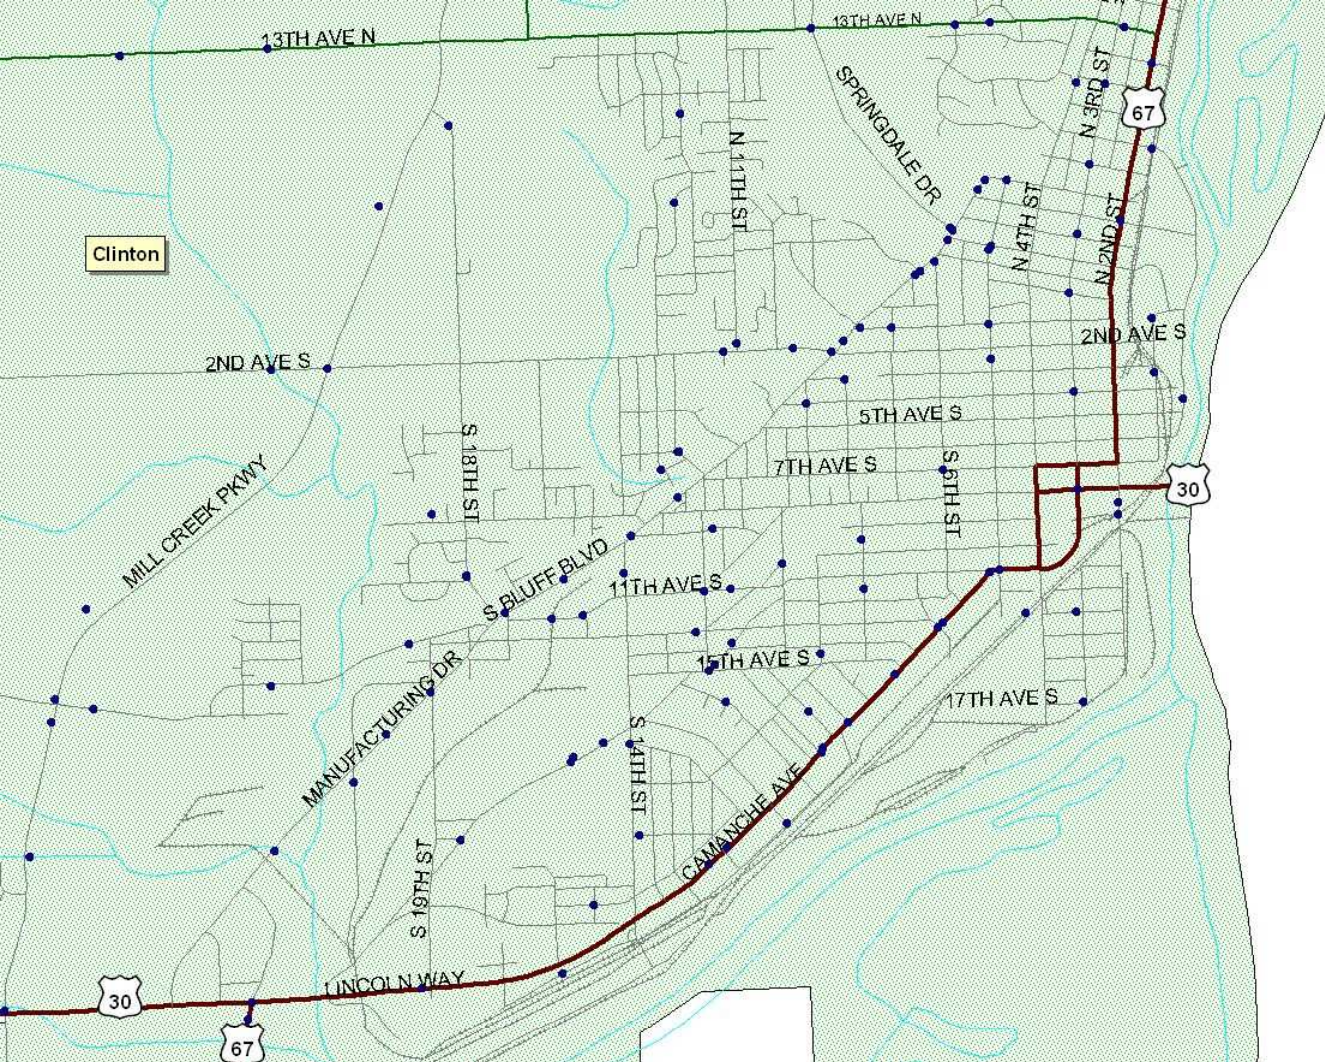 13TH AVE N
13TH AVE N
SPRINGDALE DR
N 3RD ST
67
N 11TH ST
N 4TH ST
N 2ND ST
Clinton
2ND AVE S
2ND AVE S
5TH AVE S
7TH AVE S
S 18TH ST
S 6TH ST
MILL CREEK PKWY
30
S BLUFF BLVD
11TH AVE S
15TH AVE S
MANUFACTURING DR
17TH AVE S
S 14TH ST
CAMANCHE AVE
S 19TH ST
LINCOLN WAY
30
67